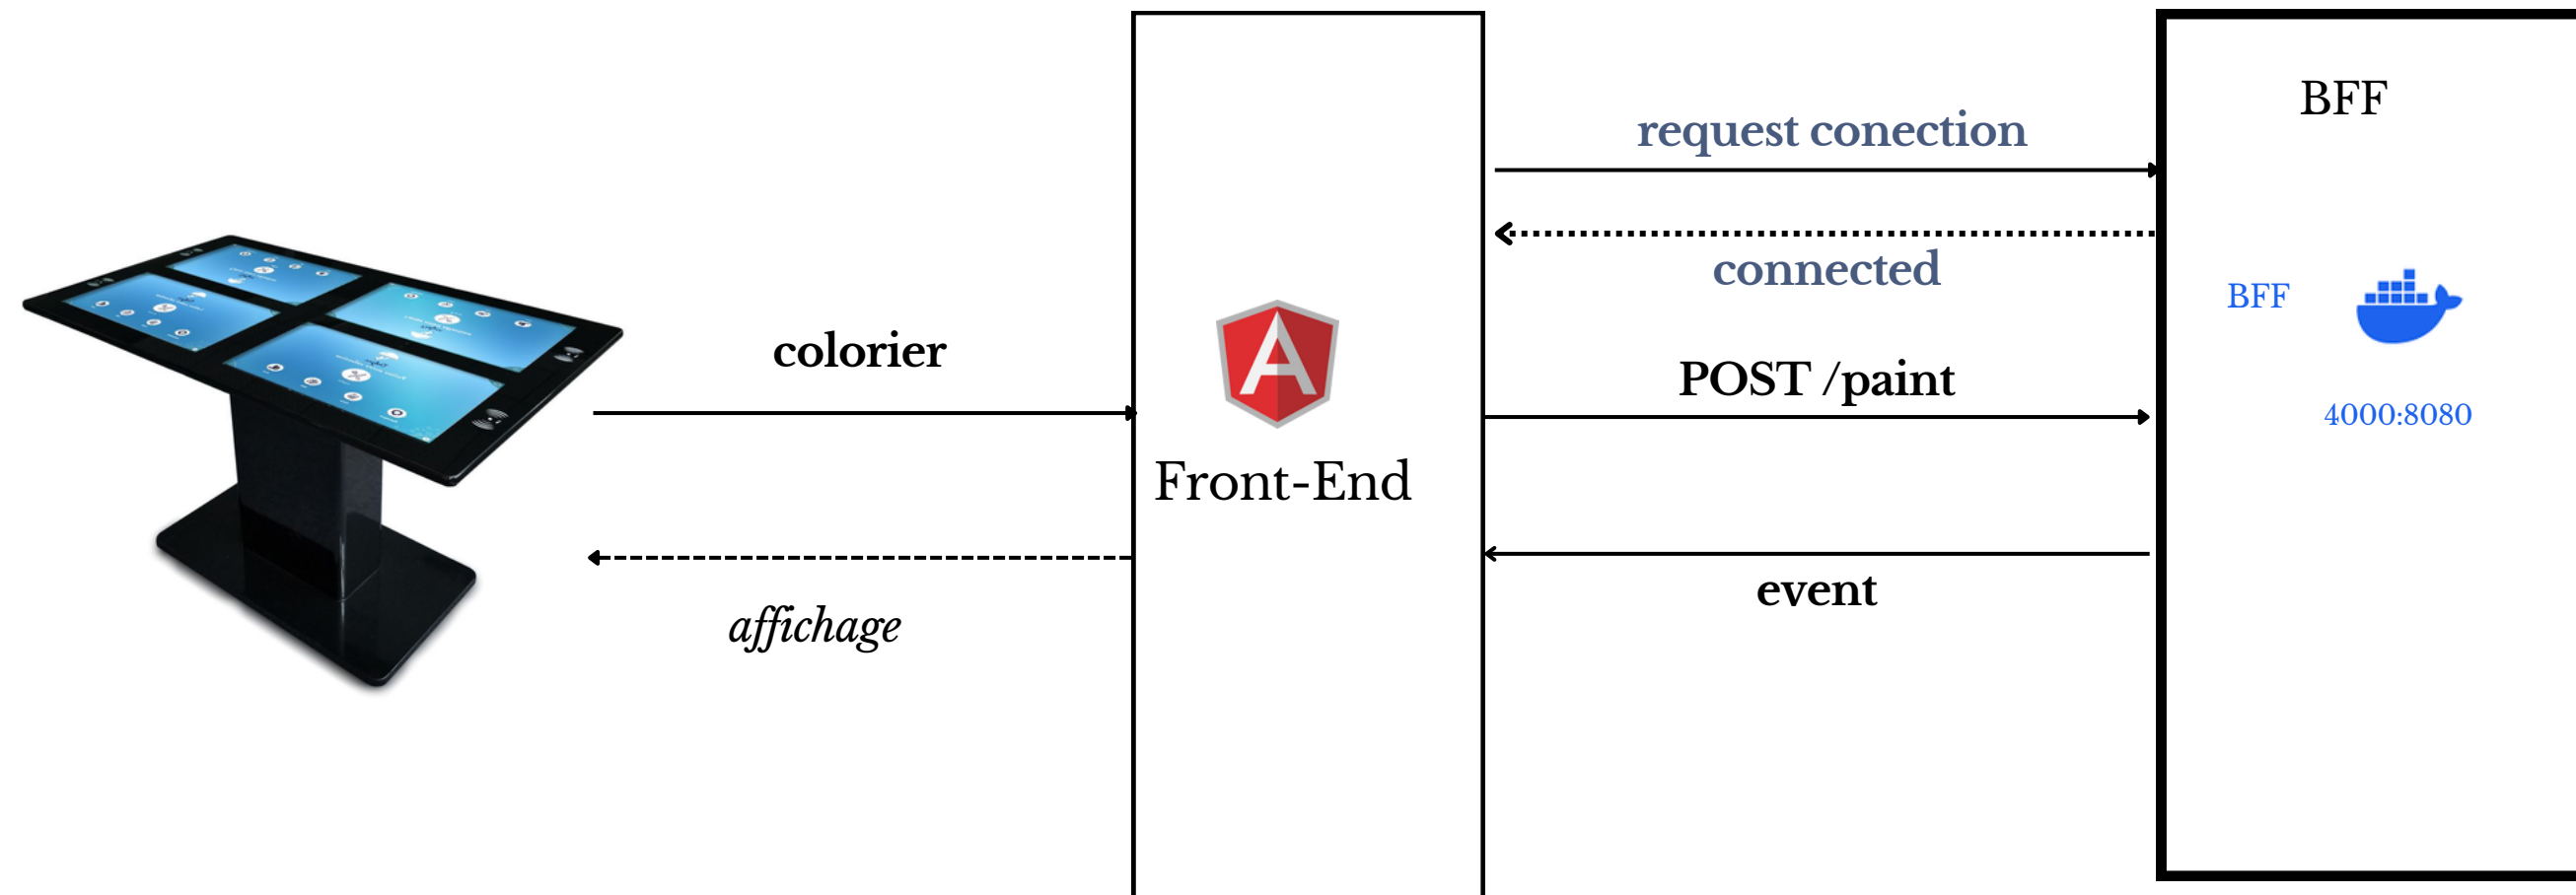 BFF
request conection
connected
BFF
colorier
POST /paint
4000:8080
Front-End
event
affichage